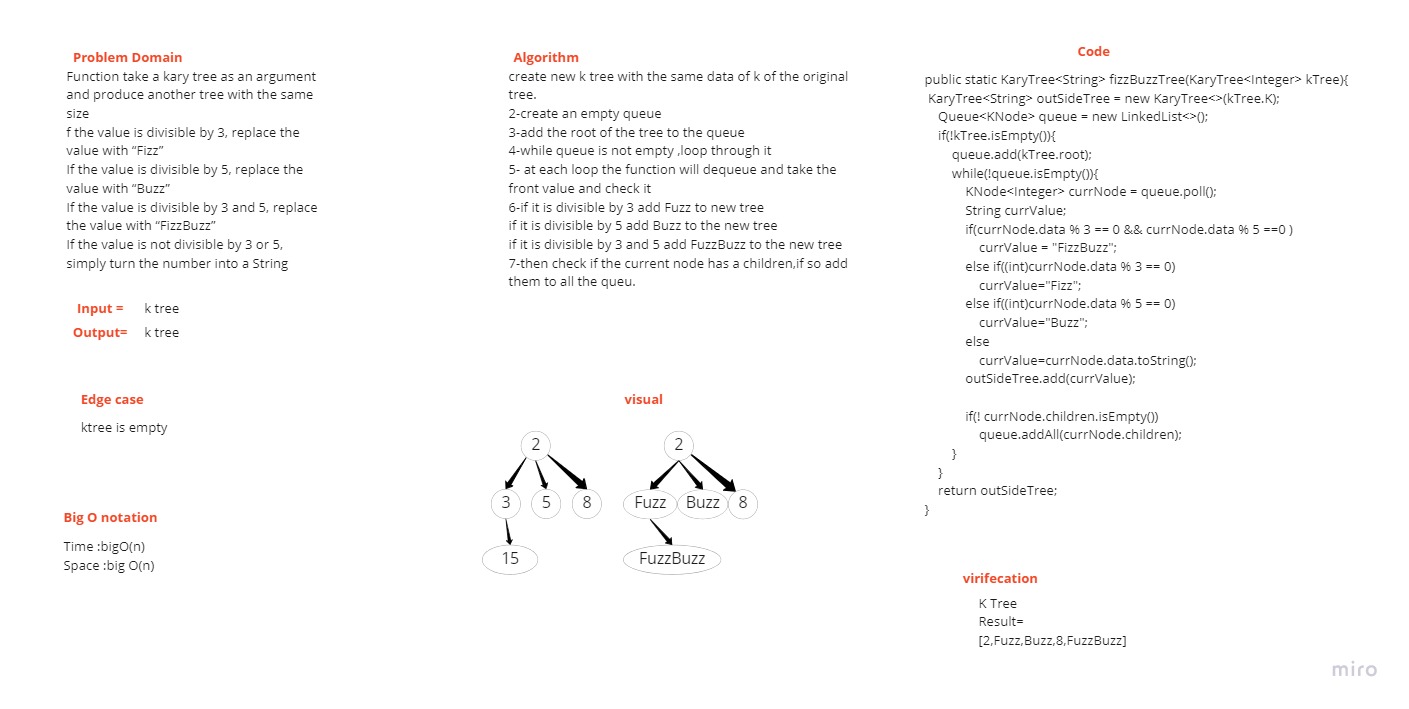 Problem Domain
Function take a kary tree as an argument
and produce another tree with the same
size
f the value is divisible by 3, replace the
value with “Fizz”
If the value is divisible by 5, replace the
value with “Buzz”
If the value is divisible by 3 and 5, replace
the value with “FizzBuzz”
If the value is not divisible by 3 or 5,
simply turn the number into a String
Input = k tree
Output= k tree
Edge case
ktree is empty
Big O notation
Time :bigO(n)
Space :big O(n)
Algorithm
create new k tree with the same data of k of the original
tree.
2-create an empty queue
3-add the root of the tree to the queue
4-while queue is not empty ,loop through it
5- at each loop the function will dequeue and take the
front value and check it
6-if it is divisible by 3 add Fuzz to new tree
if it is divisible by 5 add Buzz to the new tree
if it is divisible by 3 and 5 add FuzzBuzz to the new tree
7-then check if the current node has a children,if so add
them to all the queu.
visual
2
3 5 8
15
2
Fuzz Buzz 8
FuzzBuzz
Code
public static KaryTree<String> fizzBuzzTree(KaryTree<Integer> kTree){
KaryTree<String> outSideTree = new KaryTree<>(kTree.K);
Queue<KNode> queue = new LinkedList<>();
if(!kTree.isEmpty()){
queue.add(kTree.root);
while(!queue.isEmpty()){
KNode<Integer> currNode = queue.poll();
String currValue;
if(currNode.data % 3 == 0 && currNode.data % 5 ==0 )
currValue = "FizzBuzz";
else if((int)currNode.data % 3 == 0)
currValue="Fizz";
else if((int)currNode.data % 5 == 0)
currValue="Buzz";
else
currValue=currNode.data.toString();
outSideTree.add(currValue);
if(! currNode.children.isEmpty())
queue.addAll(currNode.children);
}
}
return outSideTree;
}
virifecation
K Tree
Result=
[2,Fuzz,Buzz,8,FuzzBuzz]
miro